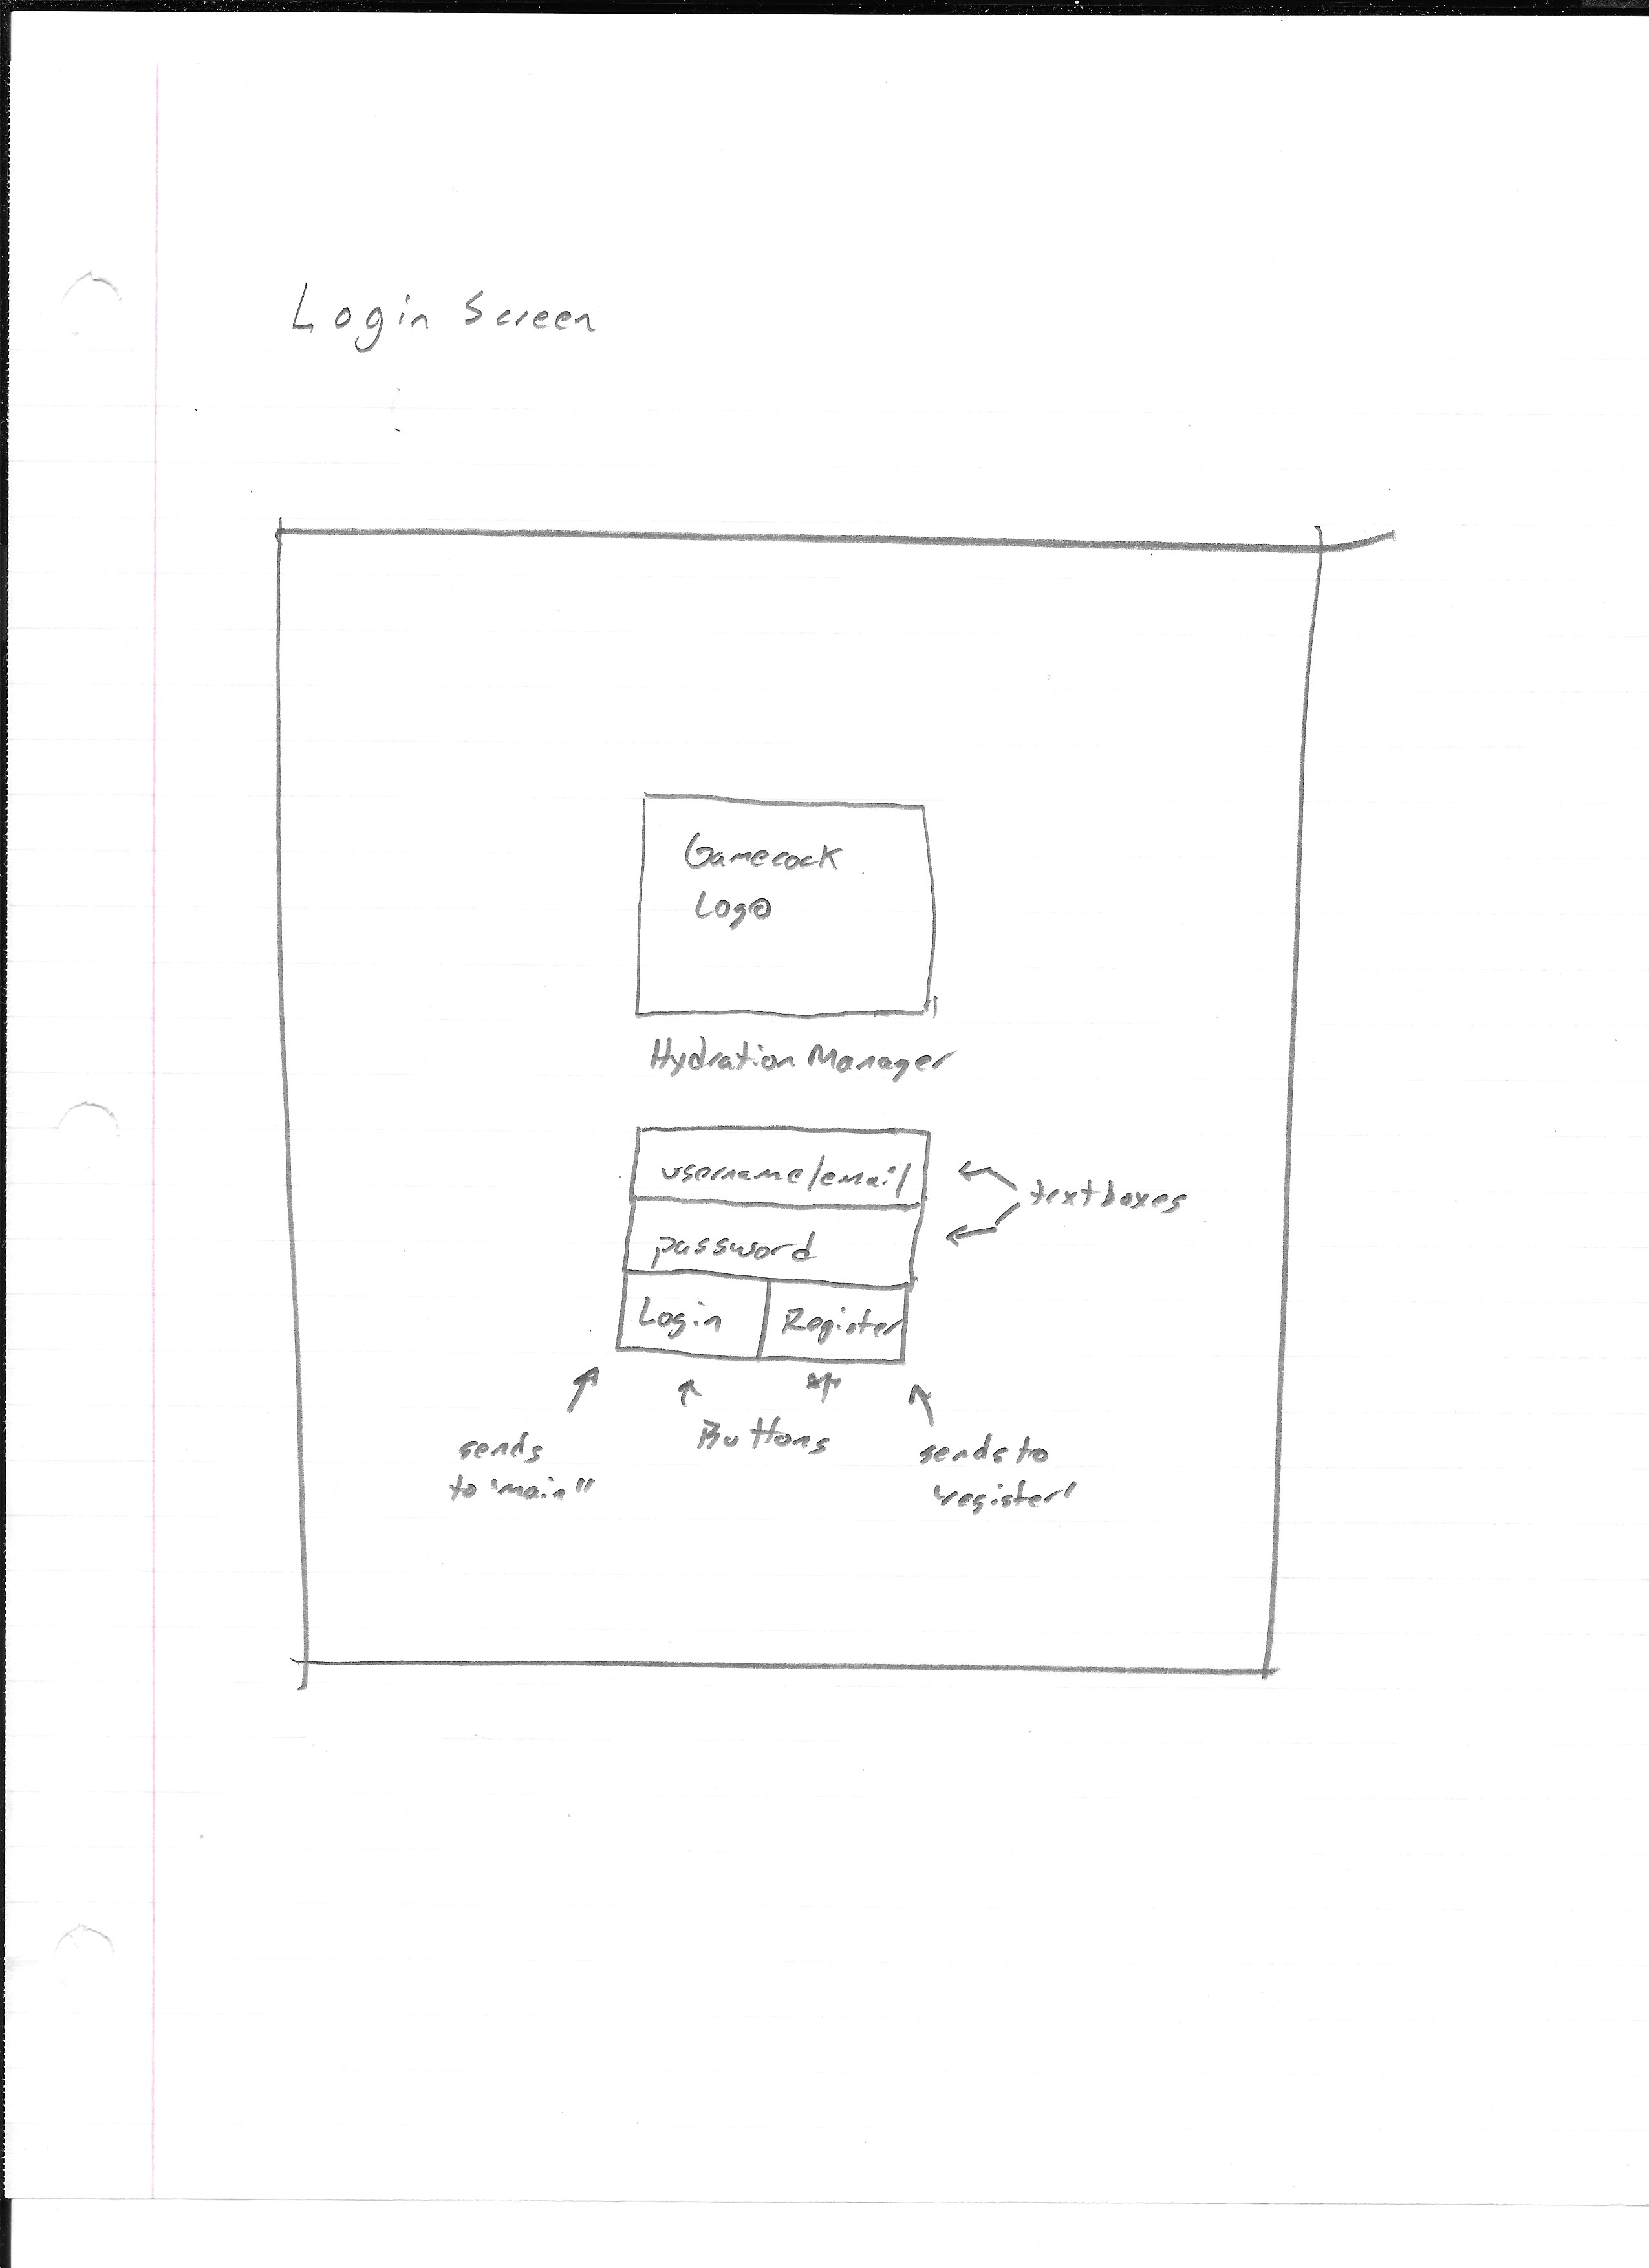 Login Screen
Gamecock
Logo
Hydration Manager
username/email
textboxes
password
Login
Register
Buttons
sends
to "main"
sends to
"register"